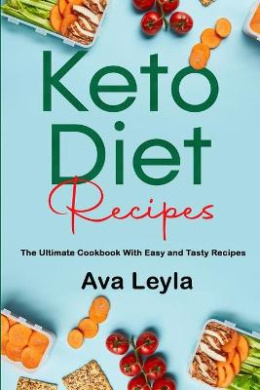 Keto
Diet
Recipes
The Ultimate Cookbook With Easy and Tasty Recipes
Ava Leyla